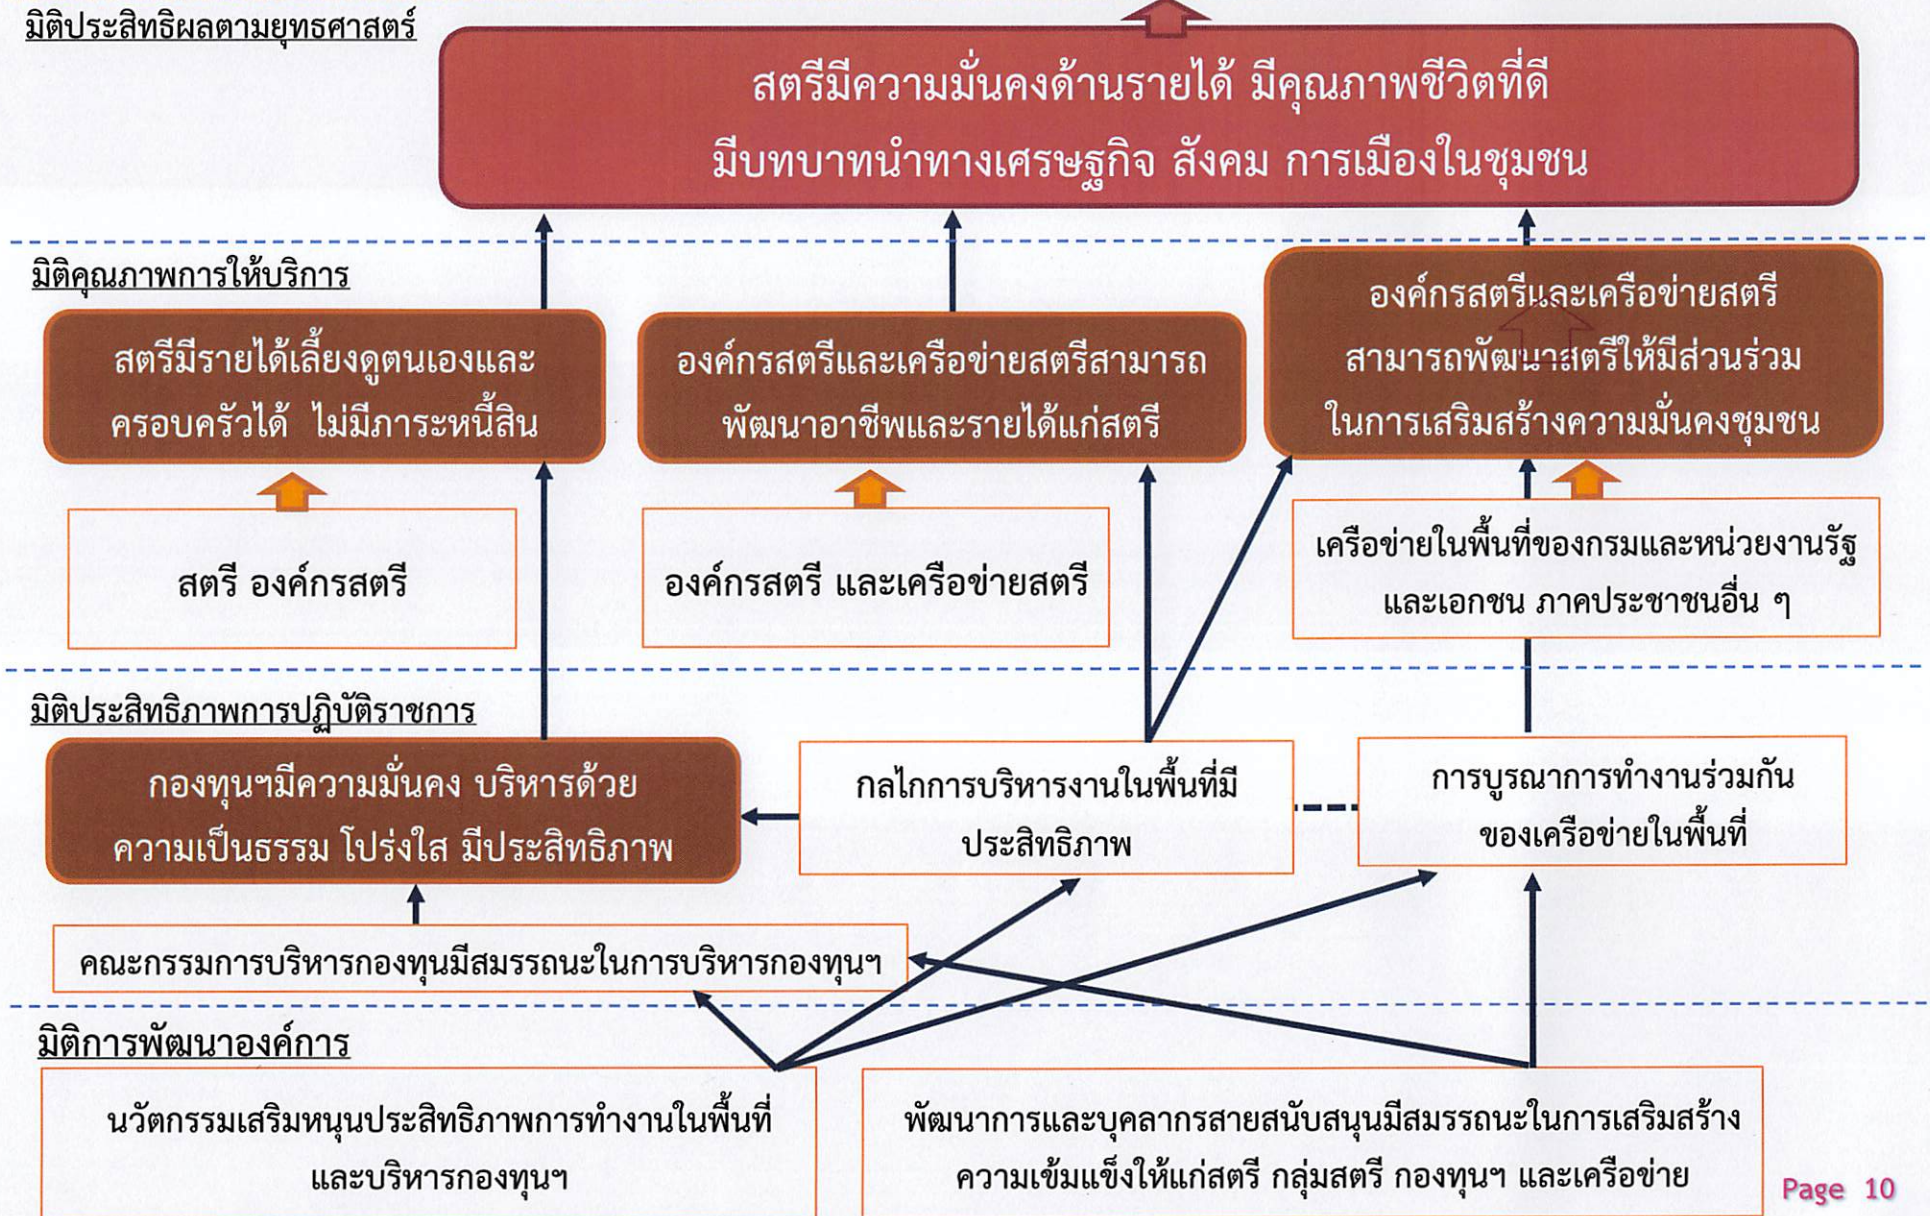 มิติประสิทธิผลตามยุทธศาสตร์
สตรีมีความมั่นคงด้านรายได้ มีคุณภาพชีวิตที่ดี
มีบทบาทนำทางเศรษฐกิจ สังคม การเมืองในชุมชน
มิติคุณภาพการให้บริการ
สตรีมีรายได้เลี้ยงดูตนเองและ
ครอบครัวได้ ไม่มีภาระหนี้สิน
องค์กรสตรีและเครือข่ายสตรีสามารถ
พัฒนาอาชีพและรายได้แก่สตรี
องค์กรสตรีและเครือข่ายสตรี
สามารถพัฒนาสตรีให้มีส่วนร่วม
ในการเสริมสร้างความมั่นคงชุมชน
สตรี องค์กรสตรี
องค์กรสตรี และเครือข่ายสตรี
เครือข่ายในพื้นที่ของกรมและหน่วยงานรัฐ
และเอกชน ภาคประชาชนอื่น ๆ
มิติประสิทธิภาพการปฏิบัติราชการ
กองทุนฯมีความมั่นคง บริหารด้วย
ความเป็นธรรม โปร่งใส มีประสิทธิภาพ
กลไกการบริหารงานในพื้นที่มี
ประสิทธิภาพ
การบูรณาการทำงานร่วมกัน
ของเครือข่ายในพื้นที่
คณะกรรมการบริหารกองทุนมีสมรรถนะในการบริหารกองทุนฯ
มิติการพัฒนาองค์การ
นวัตกรรมเสริมหนุนประสิทธิภาพการทำงานในพื้นที่
และบริหารกองทุนฯ
พัฒนาการและบุคลากรสายสนับสนุนมีสมรรถนะในการเสริมสร้าง
ความเข้มแข็งให้แก่สตรี กลุ่มสตรี กองทุนฯ และเครือข่าย
Page 10